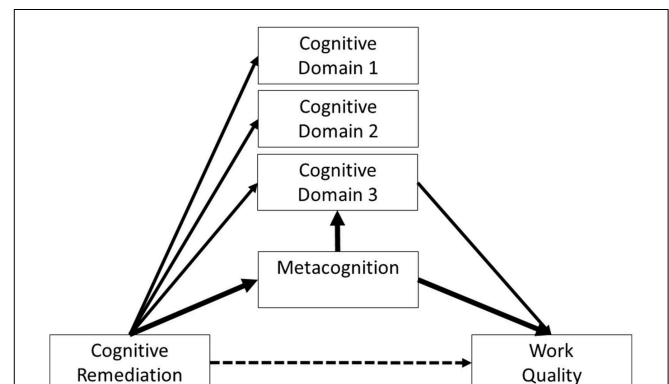 Cognitive
Domain 1
Cognitive
Domain 2
Cognitive
Domain 3
Metacognition
Cognitive
Remediation
Work
Quality